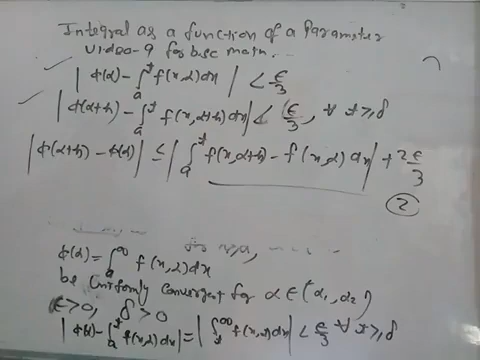 Integral as a function of a Parameter
video-9 for bsc math.
|ϕ(α) - ∫ₐᵗ f(x,α)dx| < ε/3
|ϕ(α+h) - ∫ₐᵗ f(x,α+h)dx| < ε/3, ∀ t ≥ δ
|ϕ(α+h) - ϕ(α)| ≤ |∫ₐᵗ f(x,α+h) - f(x,α) dx| + 2ε/3
②
ϕ(α) = ∫ₐ^∞ f(x,α)dx
be Uniformly Convergent for α ∈ (α₁, α₂)
ε > 0, δ > 0
|ϕ(α) - ∫ₐᵗ f(x,α)dx| = |∫ₜ^∞ f(x,α)dx| < ε/3 ∀ t ≥ δ